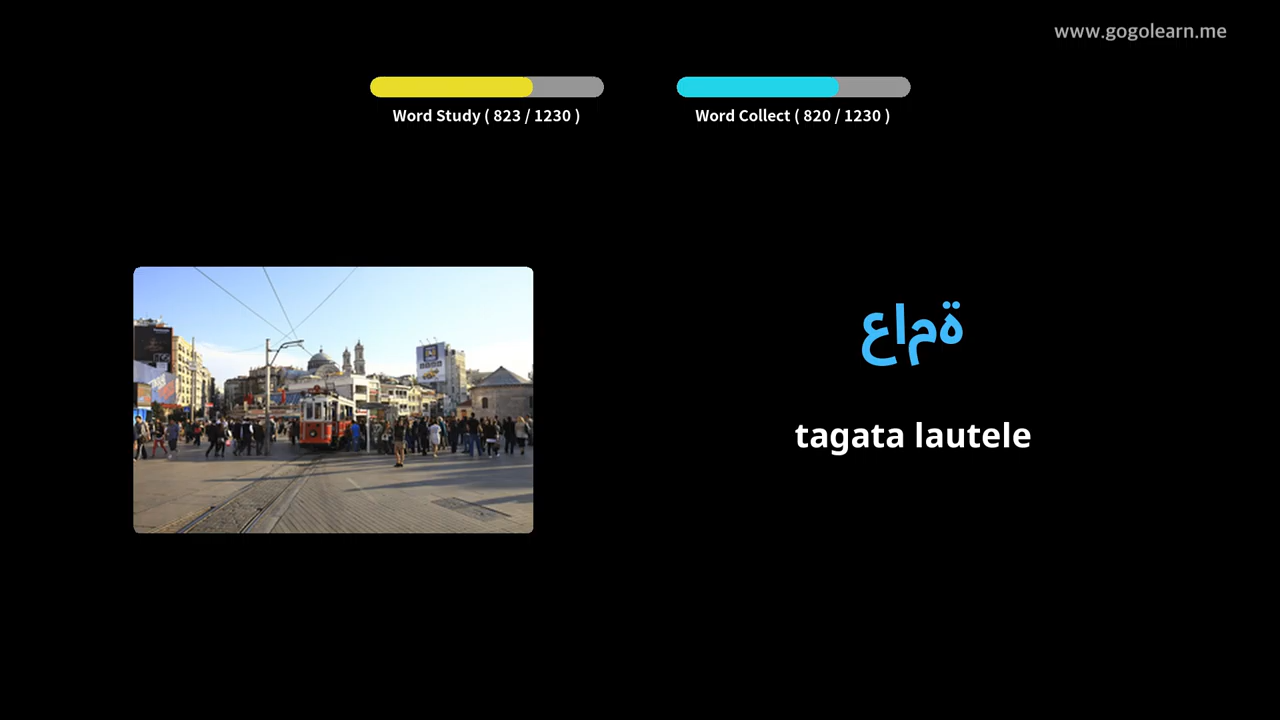 www.gogolearn.me
Word Study ( 823 / 1230 )
Word Collect ( 820 / 1230 )
عامة
tagata lautele